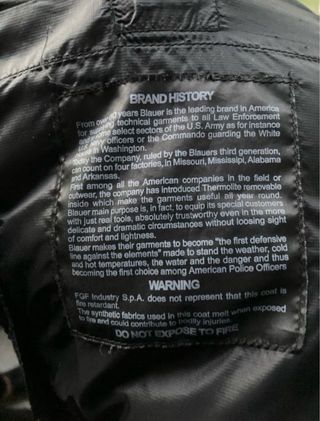 BRAND HISTORY
From over years Blauer is the leading brand in America
technical garments to all Law Enforcement
for select sectors of the U.S. Army as for instance
officers or the Commando guarding the White
in Washington.
Today the Company, ruled by the Blauers third generation,
can count on four factories, in Missouri, Mississipi, Alabama
and Arkansas.
First among all the American companies in the field or
outwear, the company has introduced Thermolite removable
inside which make the garments useful all year round.
Blauer main purpose is, in fact, to equip its special customers
with just real tools, absolutely trustworthy even in the more
delicate and dramatic circumstances without loosing sight
of comfort and lightness.
Blauer makes their garments to become "the first defensive
line against the elements" made to stand the weather, cold
and hot temperatures, the water and the danger and thus
becoming the first choice among American Police Officers
WARNING
FGF Industry S.p.A. does not represent that this coat is
fire retardant.
The synthetic fabrics used in this coat melt when exposed
to fire and could contribute to bodily injuries.
DO NOT EXPOSE TO FIRE